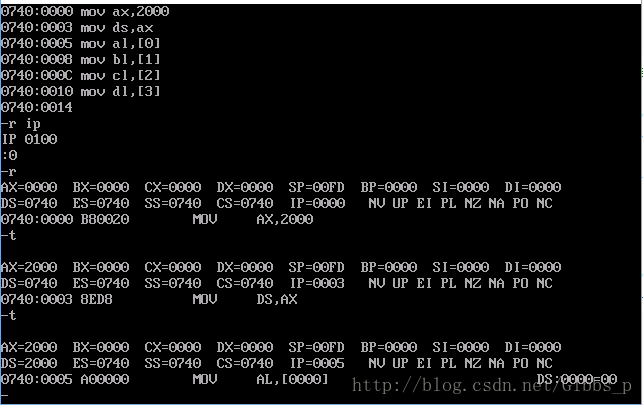 0740:0000 mov ax,2000
0740:0003 mov ds,ax
0740:0005 mov al,[0]
0740:0008 mov bl,[1]
0740:000C mov cl,[2]
0740:0010 mov dl,[3]
0740:0014
-r ip
IP 0100
:0
-r
AX=0000  BX=0000  CX=0000  DX=0000  SP=00FD  BP=0000  SI=0000  DI=0000
DS=0740  ES=0740  SS=0740  CS=0740  IP=0000   NV UP EI PL NZ NA PO NC
0740:0000 B80020        MOV     AX,2000
-t
AX=2000  BX=0000  CX=0000  DX=0000  SP=00FD  BP=0000  SI=0000  DI=0000
DS=0740  ES=0740  SS=0740  CS=0740  IP=0003   NV UP EI PL NZ NA PO NC
0740:0003 8ED8          MOV     DS,AX
-t
AX=2000  BX=0000  CX=0000  DX=0000  SP=00FD  BP=0000  SI=0000  DI=0000
DS=2000  ES=0740  SS=0740  CS=0740  IP=0005   NV UP EI PL NZ NA PO NC
0740:0005 A00000        MOV     AL,[0000]                          DS:0000=00
-
http://blog.csdn.net/Gibbs_p